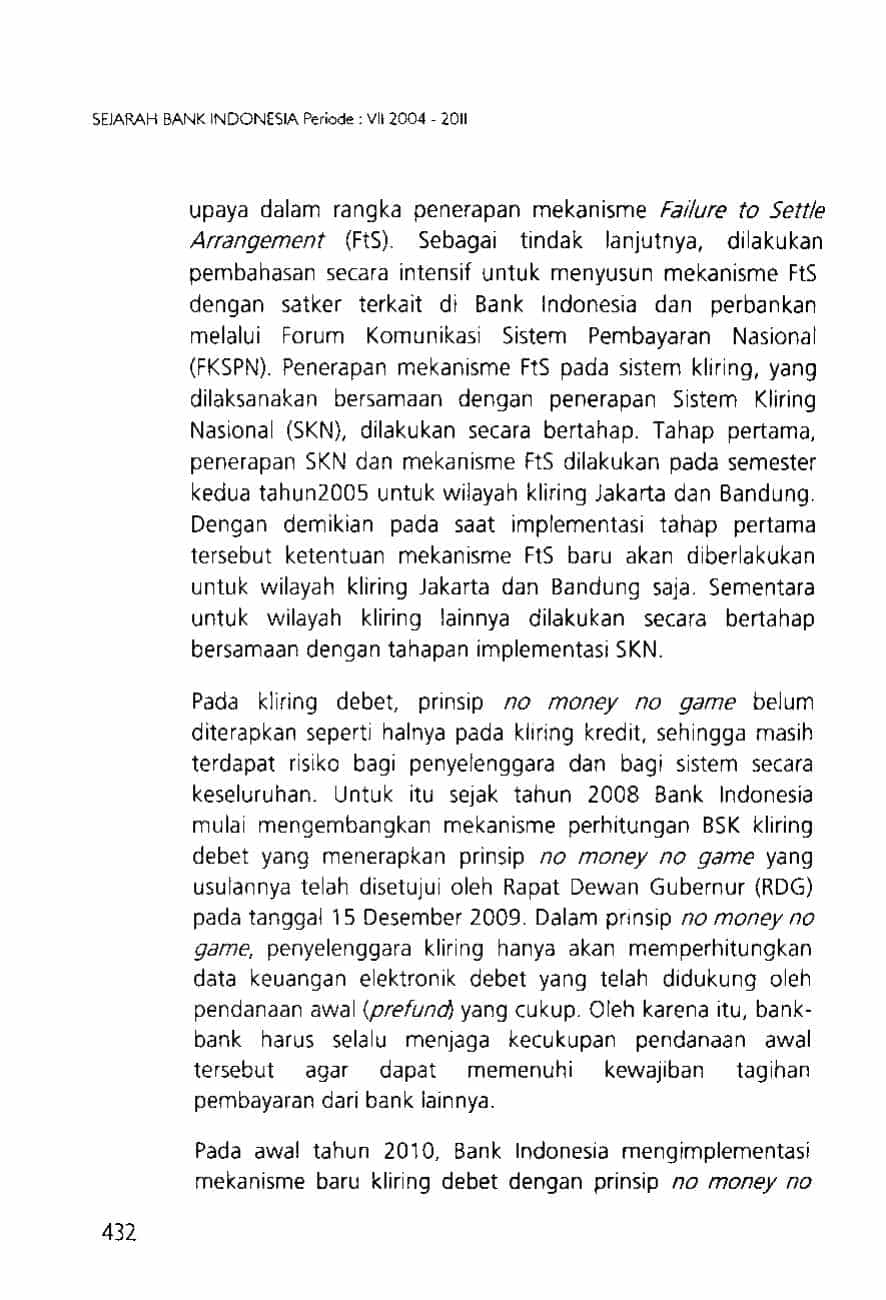 SEJARAH BANK INDONESIA Periode : VII 2004 - 2011
upaya dalam rangka penerapan mekanisme Failure to Settle
Arrangement (FtS). Sebagai tindak lanjutnya, dilakukan
pembahasan secara intensif untuk menyusun mekanisme FtS
dengan satker terkait di Bank Indonesia dan perbankan
melalui Forum Komunikasi Sistem Pembayaran Nasional
(FKSPN). Penerapan mekanisme FtS pada sistem kliring, yang
dilaksanakan bersamaan dengan penerapan Sistem Kliring
Nasional (SKN), dilakukan secara bertahap. Tahap pertama,
penerapan SKN dan mekanisme FtS dilakukan pada semester
kedua tahun2005 untuk wilayah kliring Jakarta dan Bandung.
Dengan demikian pada saat implementasi tahap pertama
tersebut ketentuan mekanisme FtS baru akan diberlakukan
untuk wilayah kliring Jakarta dan Bandung saja. Sementara
untuk wilayah kliring lainnya dilakukan secara bertahap
bersamaan dengan tahapan implementasi SKN.
Pada kliring debet, prinsip no money no game belum
diterapkan seperti halnya pada kliring kredit, sehingga masih
terdapat risiko bagi penyelenggara dan bagi sistem secara
keseluruhan. Untuk itu sejak tahun 2008 Bank Indonesia
mulai mengembangkan mekanisme perhitungan BSK kliring
debet yang menerapkan prinsip no money no game yang
usulannya telah disetujui oleh Rapat Dewan Gubernur (RDG)
pada tanggal 15 Desember 2009. Dalam prinsip no money no
game, penyelenggara kliring hanya akan memperhitungkan
data keuangan elektronik debet yang telah didukung oleh
pendanaan awal (prefund) yang cukup. Oleh karena itu, bank-
bank harus selalu menjaga kecukupan pendanaan awal
tersebut agar dapat memenuhi kewajiban tagihan
pembayaran dari bank lainnya.
Pada awal tahun 2010, Bank Indonesia mengimplementasi
mekanisme baru kliring debet dengan prinsip no money no
432